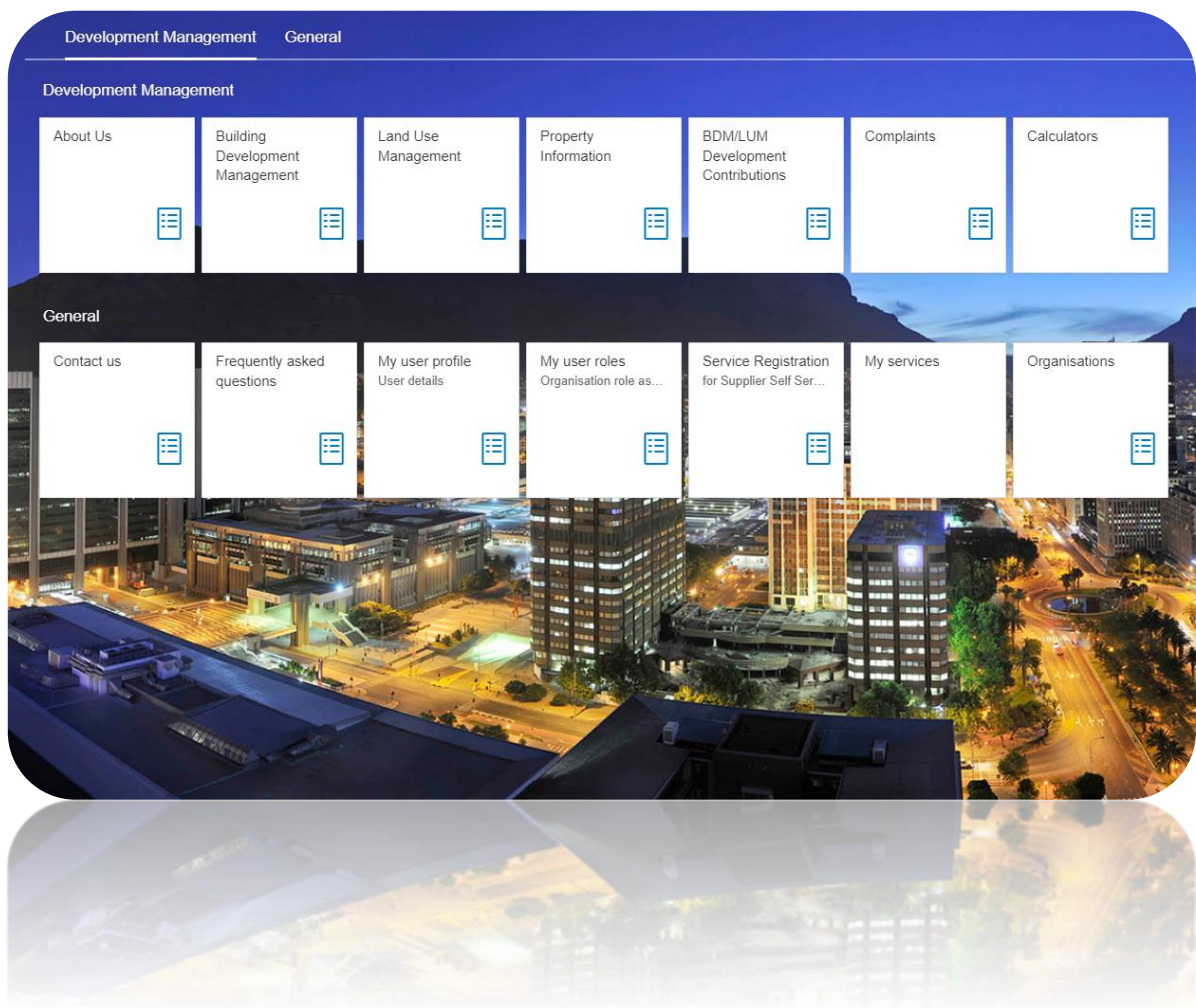 Development Management General
Development Management
About Us
Building
Development
Management
Land Use
Management
Property
Information
BDM/LUM
Development
Contributions
Complaints
Calculators
General
Contact us
Frequently asked
questions
My user profile
User details
My user roles
Organisation role as...
Service Registration
for Supplier Self Ser...
My services
Organisations